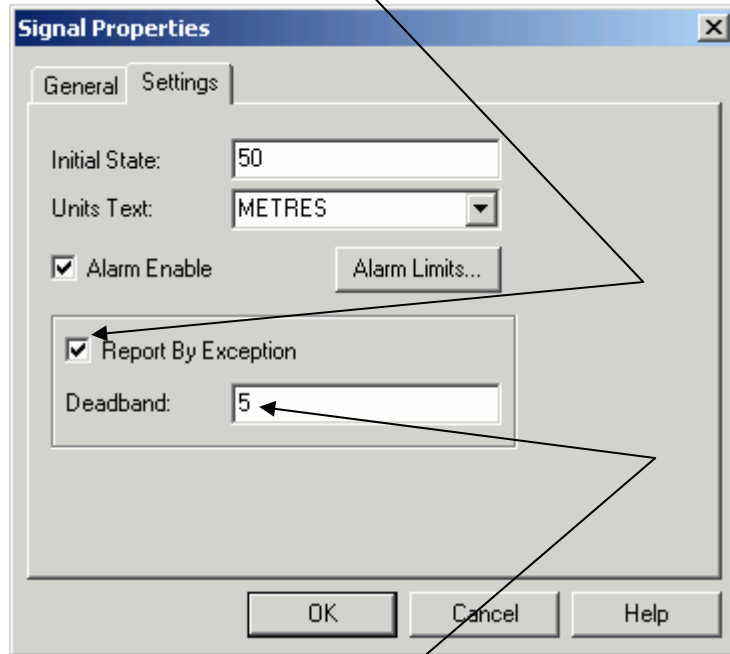 Signal Properties
General Settings
Initial State: 50
Units Text: METRES
Alarm Enable Alarm Limits...
Report By Exception
Deadband: 5
OK Cancel Help